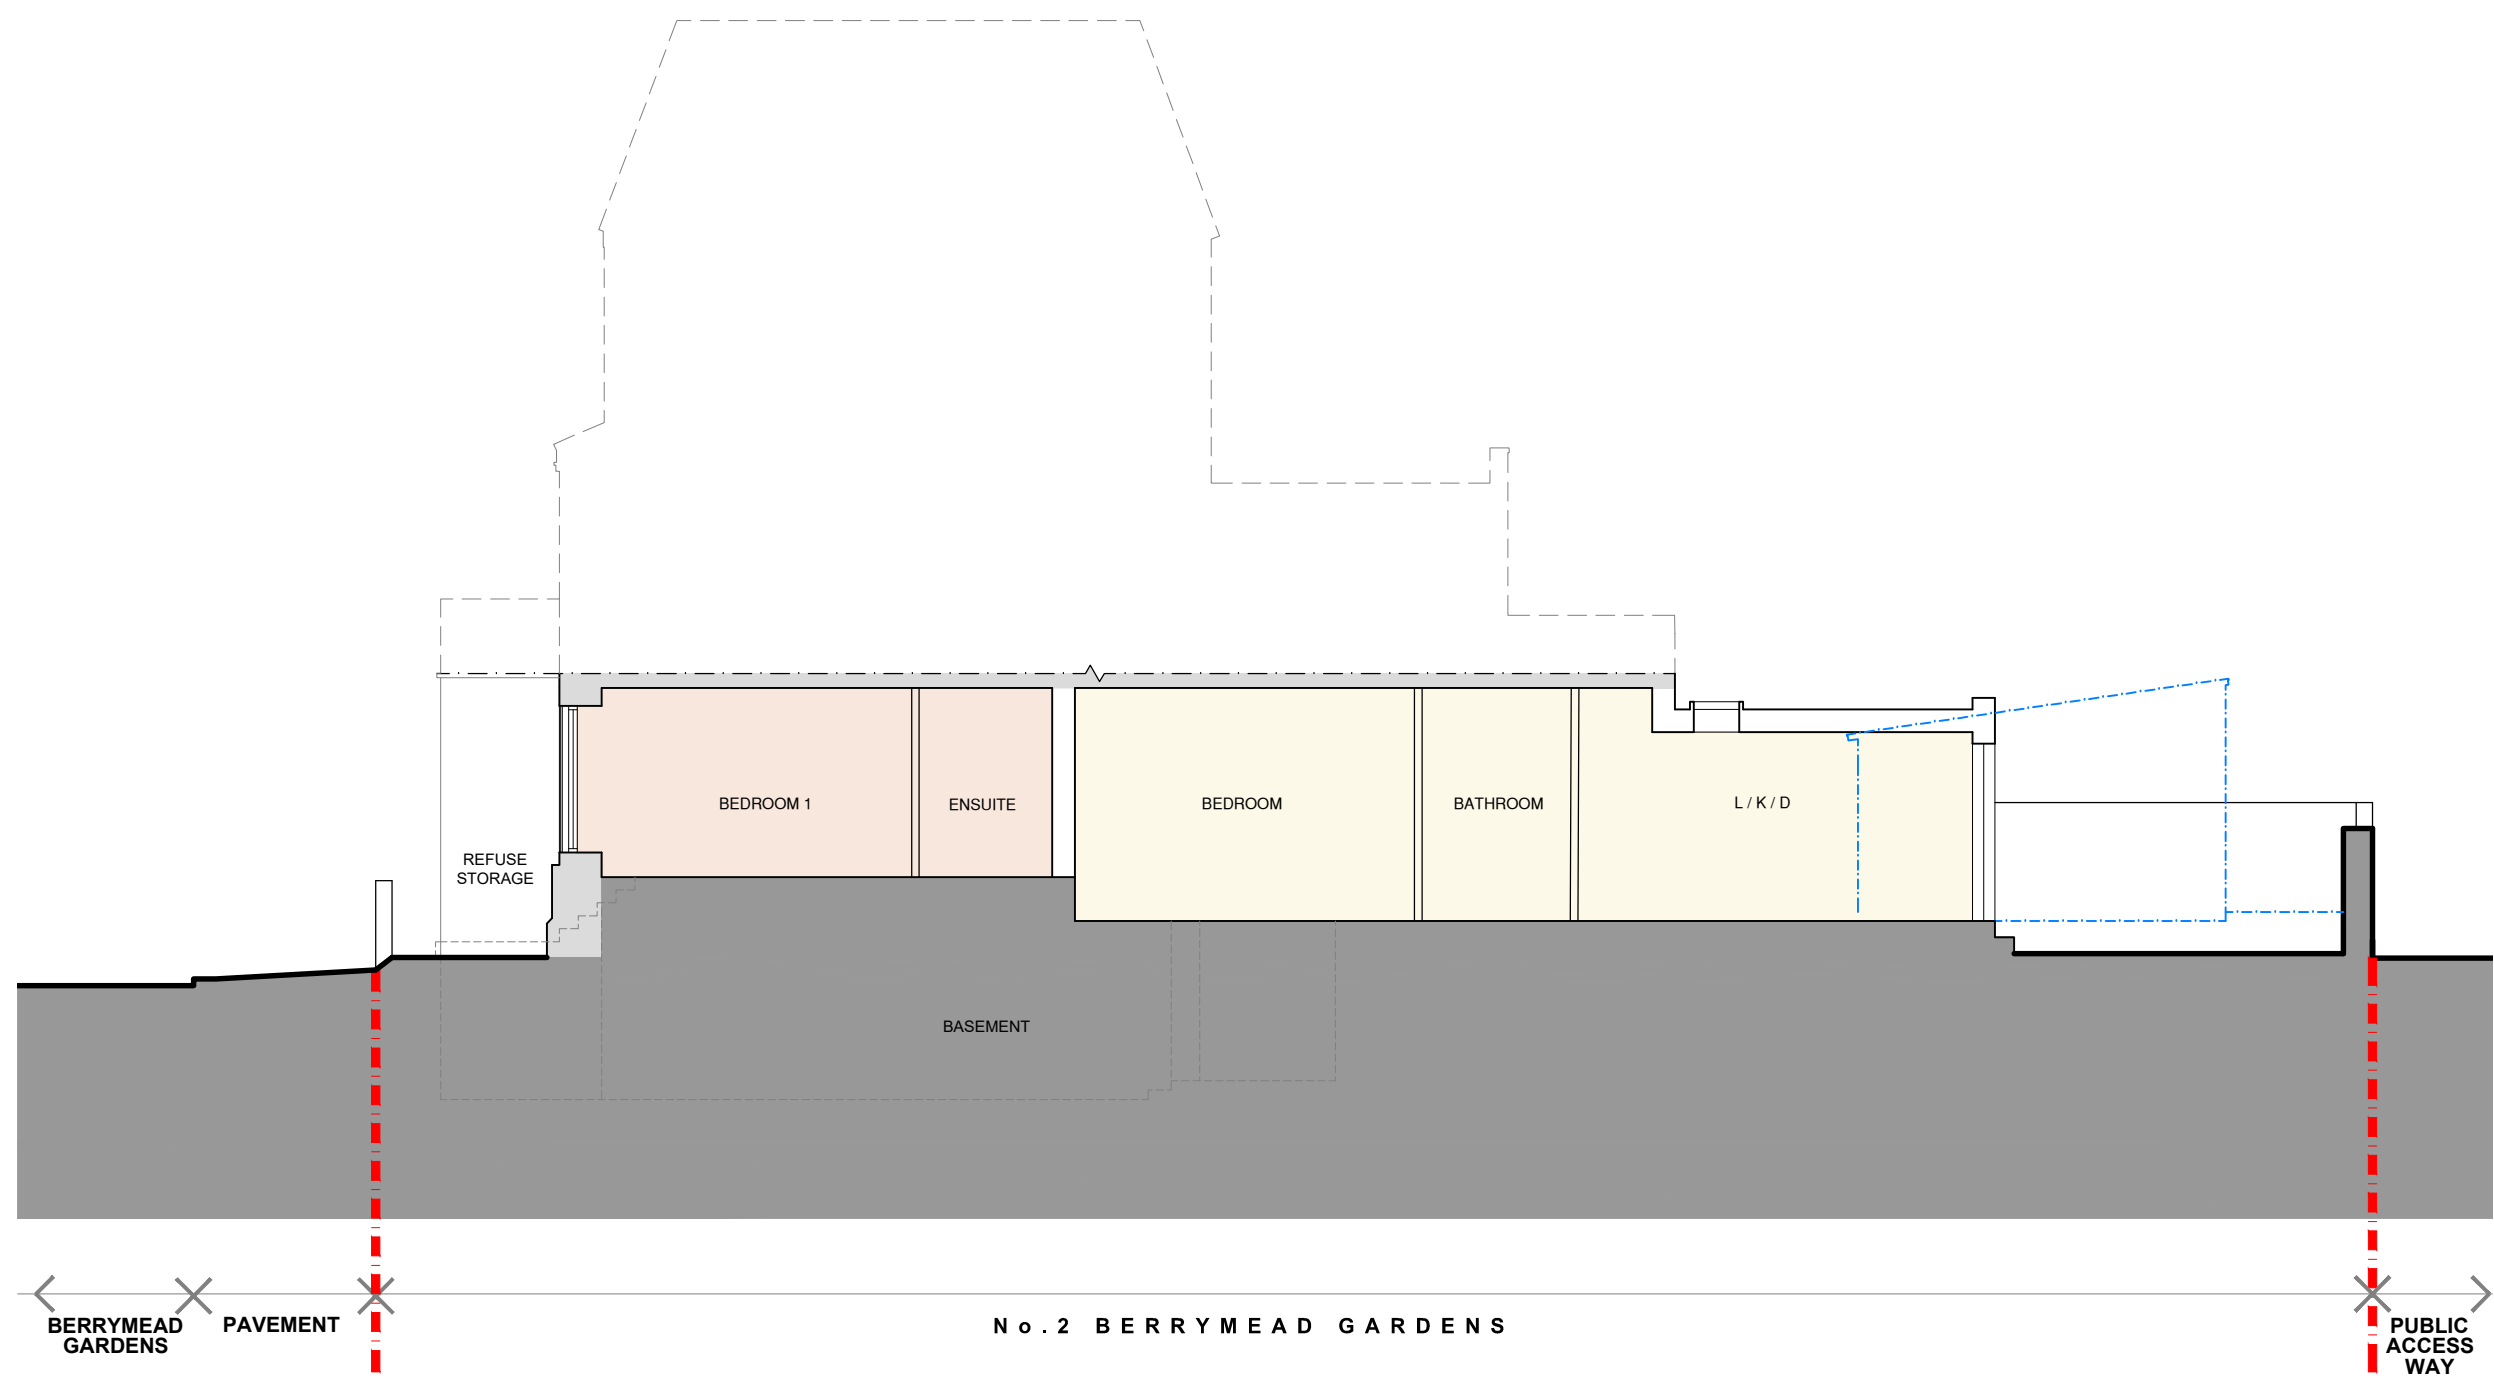 BEDROOM 1
ENSUITE
BEDROOM
BATHROOM
L / K / D
REFUSE
STORAGE
BASEMENT
BERRYMEAD
GARDENS
PAVEMENT
No.2 BERRYMEAD GARDENS
PUBLIC
ACCESS
WAY